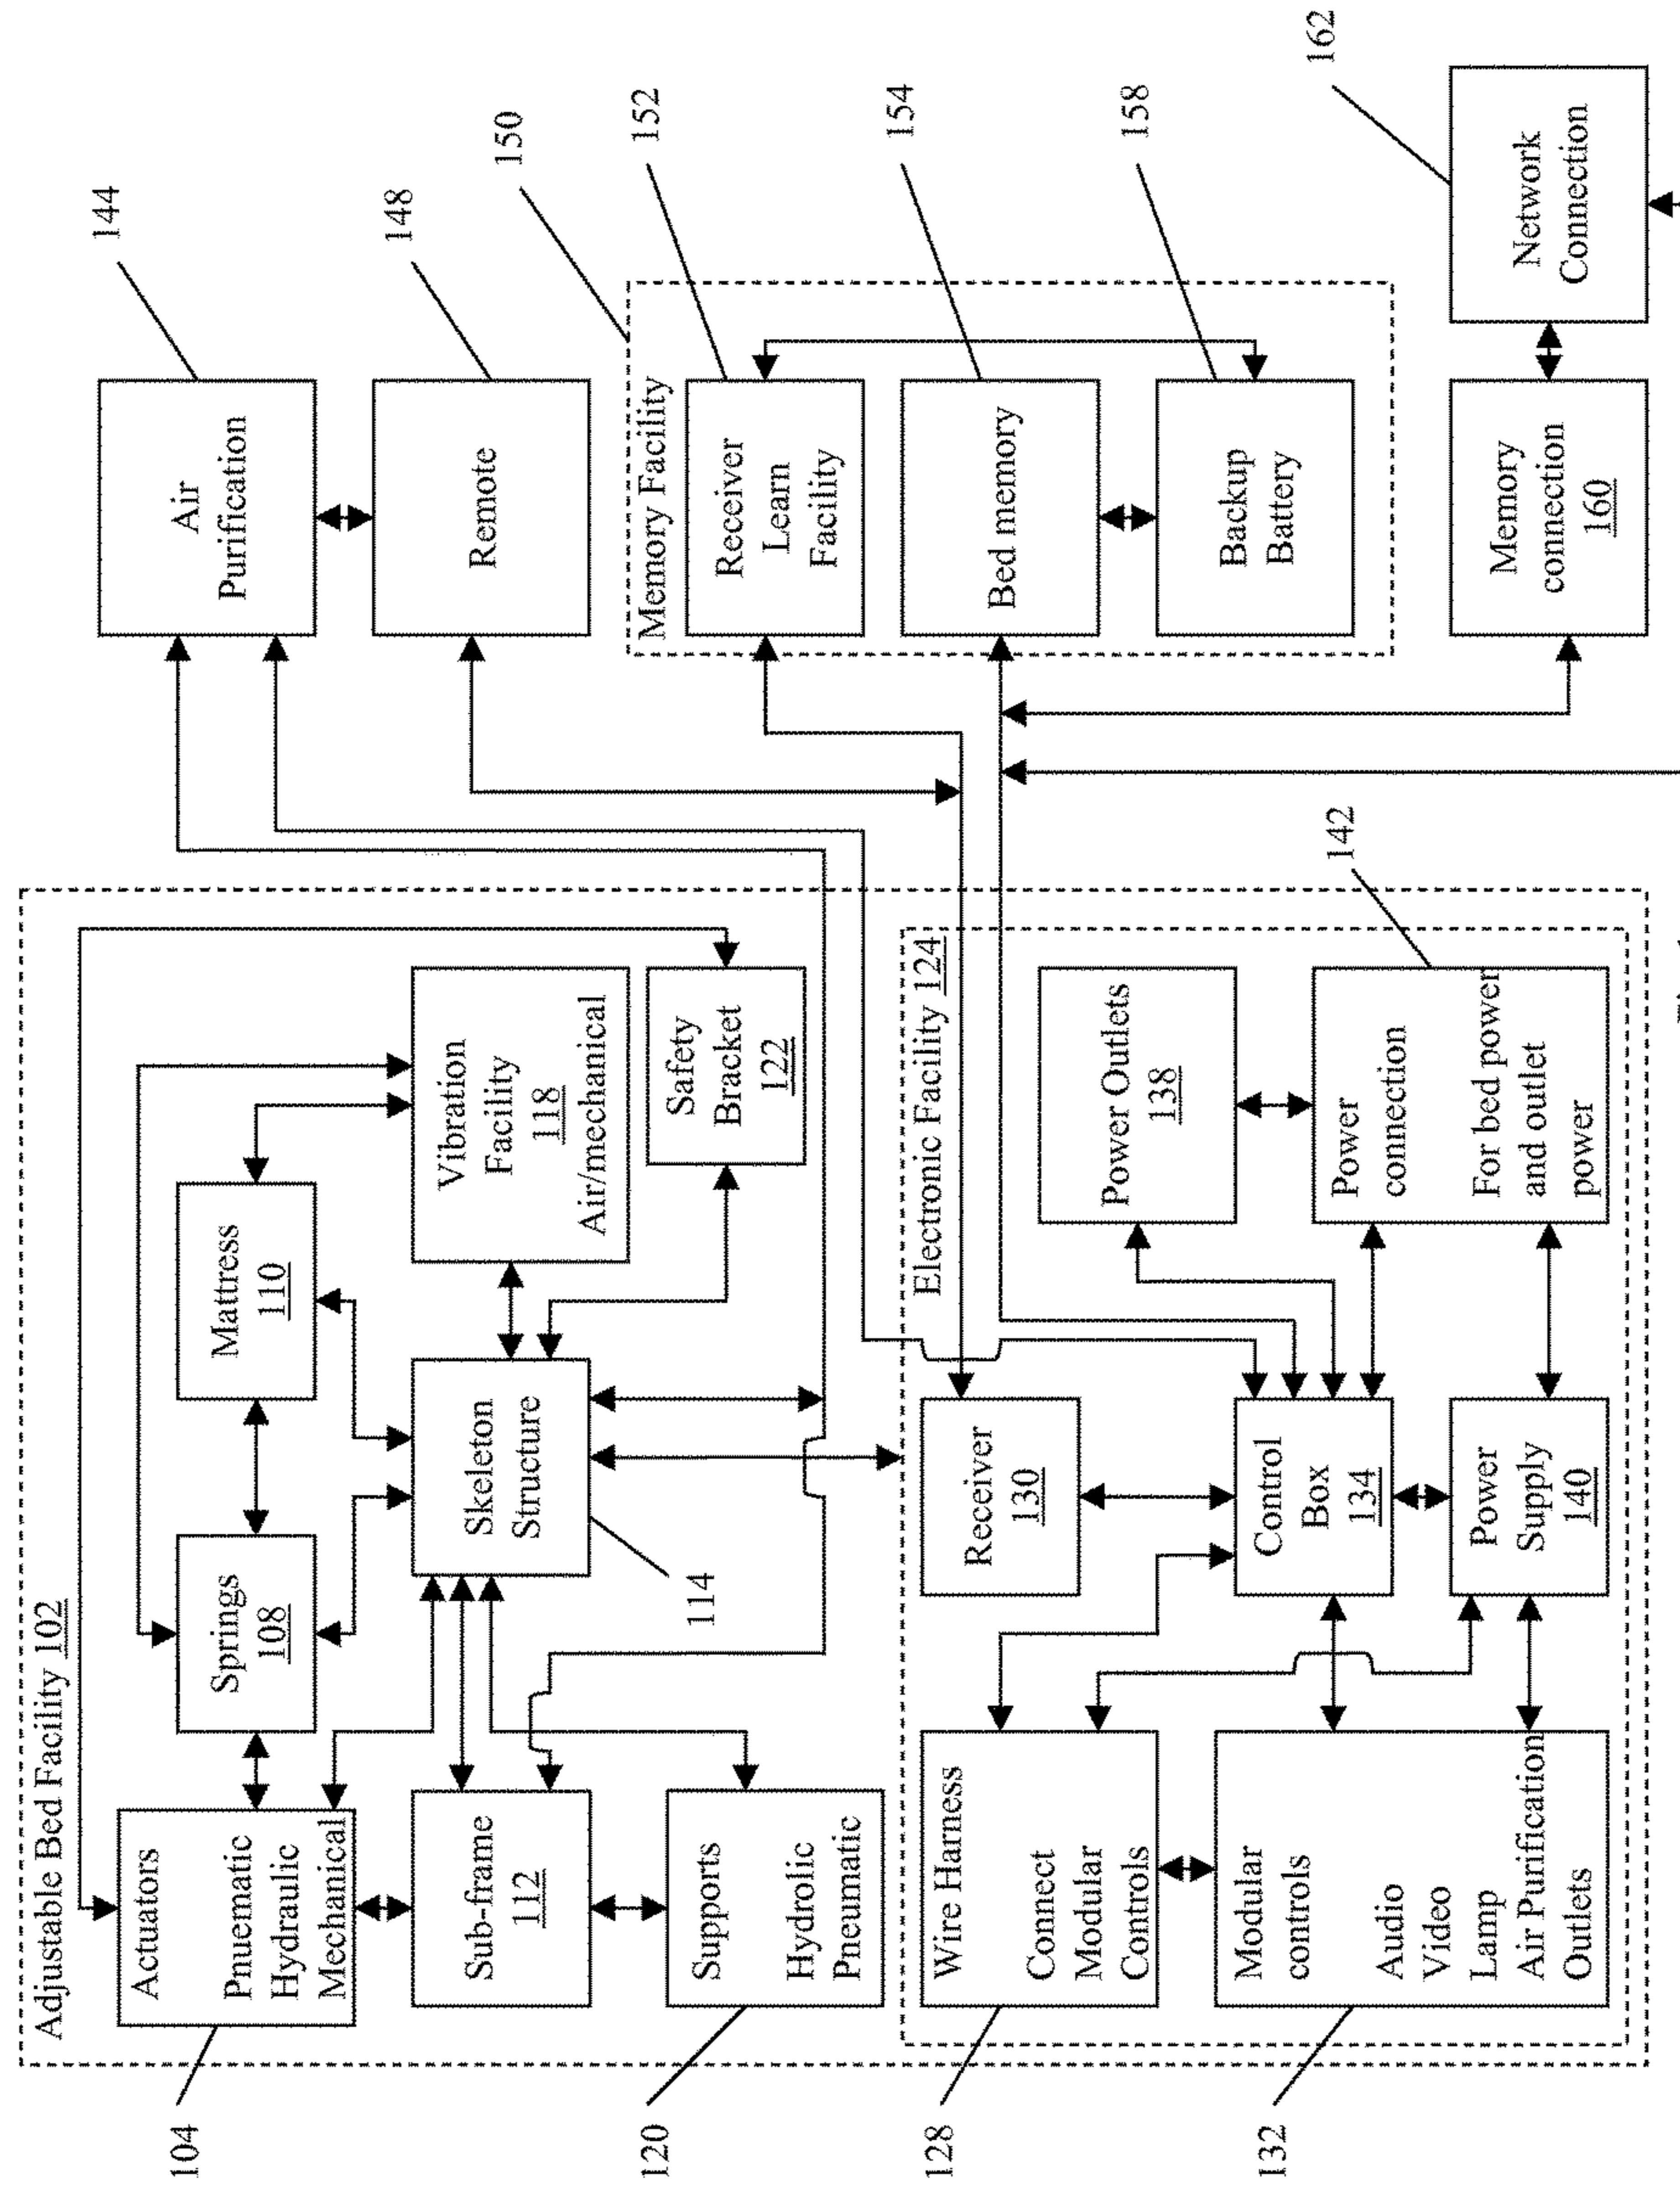 Adjustable Bed Facility 102
104
Actuators
Pnuematic
Hydraulic
Mechanical
Springs
108
Mattress
110
Sub-frame
112
Skeleton
Structure
114
Vibration
Facility
118
Air/mechanical
120
Supports
Hydrolic
Pneumatic
Safety
Bracket
122
Electronic Facility 124
128
Wire Harness
Connect
Modular
Controls
Receiver
130
132
Modular
controls
Audio
Video
Lamp
Air Purification
Outlets
Control
Box
134
Power Outlets
138
Power
Supply
140
142
Power
connection
For bed power
and outlet
power
144
Air
Purification
148
Remote
150
Memory Facility
152
Receiver
Learn
Facility
154
Bed memory
158
Backup
Battery
Memory
connection
160
162
Network
Connection